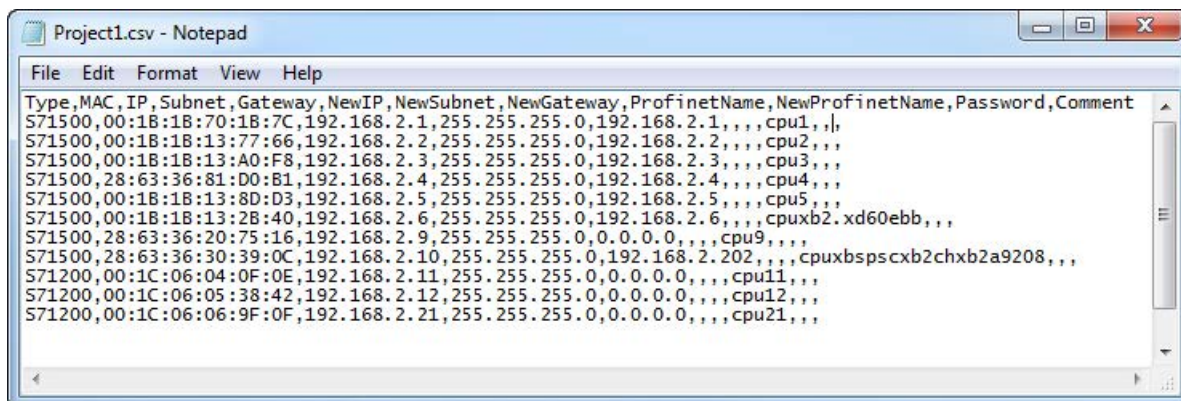 Project1.csv - Notepad
File Edit Format View Help
Type,MAC,IP,Subnet,Gateway,NewIP,NewSubnet,NewGateway,ProfinetName,NewProfinetName,Password,Comment
S71500,00:1B:1B:70:1B:7C,192.168.2.1,255.255.255.0,192.168.2.1,,,,cpu1,,,
S71500,00:1B:1B:13:77:66,192.168.2.2,255.255.255.0,192.168.2.2,,,,cpu2,,,
S71500,00:1B:1B:13:A0:F8,192.168.2.3,255.255.255.0,192.168.2.3,,,,cpu3,,,
S71500,28:63:36:81:D0:B1,192.168.2.4,255.255.255.0,192.168.2.4,,,,cpu4,,,
S71500,00:1B:1B:13:8D:D3,192.168.2.5,255.255.255.0,192.168.2.5,,,,cpu5,,,
S71500,00:1B:1B:13:2B:40,192.168.2.6,255.255.255.0,192.168.2.6,,,,cpuxb2.xd60ebb,,,
S71500,28:63:36:20:75:16,192.168.2.9,255.255.255.0,0.0.0.0,,,,cpu9,,,,
S71500,28:63:36:30:39:0C,192.168.2.10,255.255.255.0,192.168.2.202,,,,cpuxbspscxb2chxb2a9208,,,
S71200,00:1C:06:04:0F:0E,192.168.2.11,255.255.255.0,0.0.0.0,,,,cpu11,,,
S71200,00:1C:06:05:38:42,192.168.2.12,255.255.255.0,0.0.0.0,,,,cpu12,,,
S71200,00:1C:06:06:9F:0F,192.168.2.21,255.255.255.0,0.0.0.0,,,,cpu21,,,